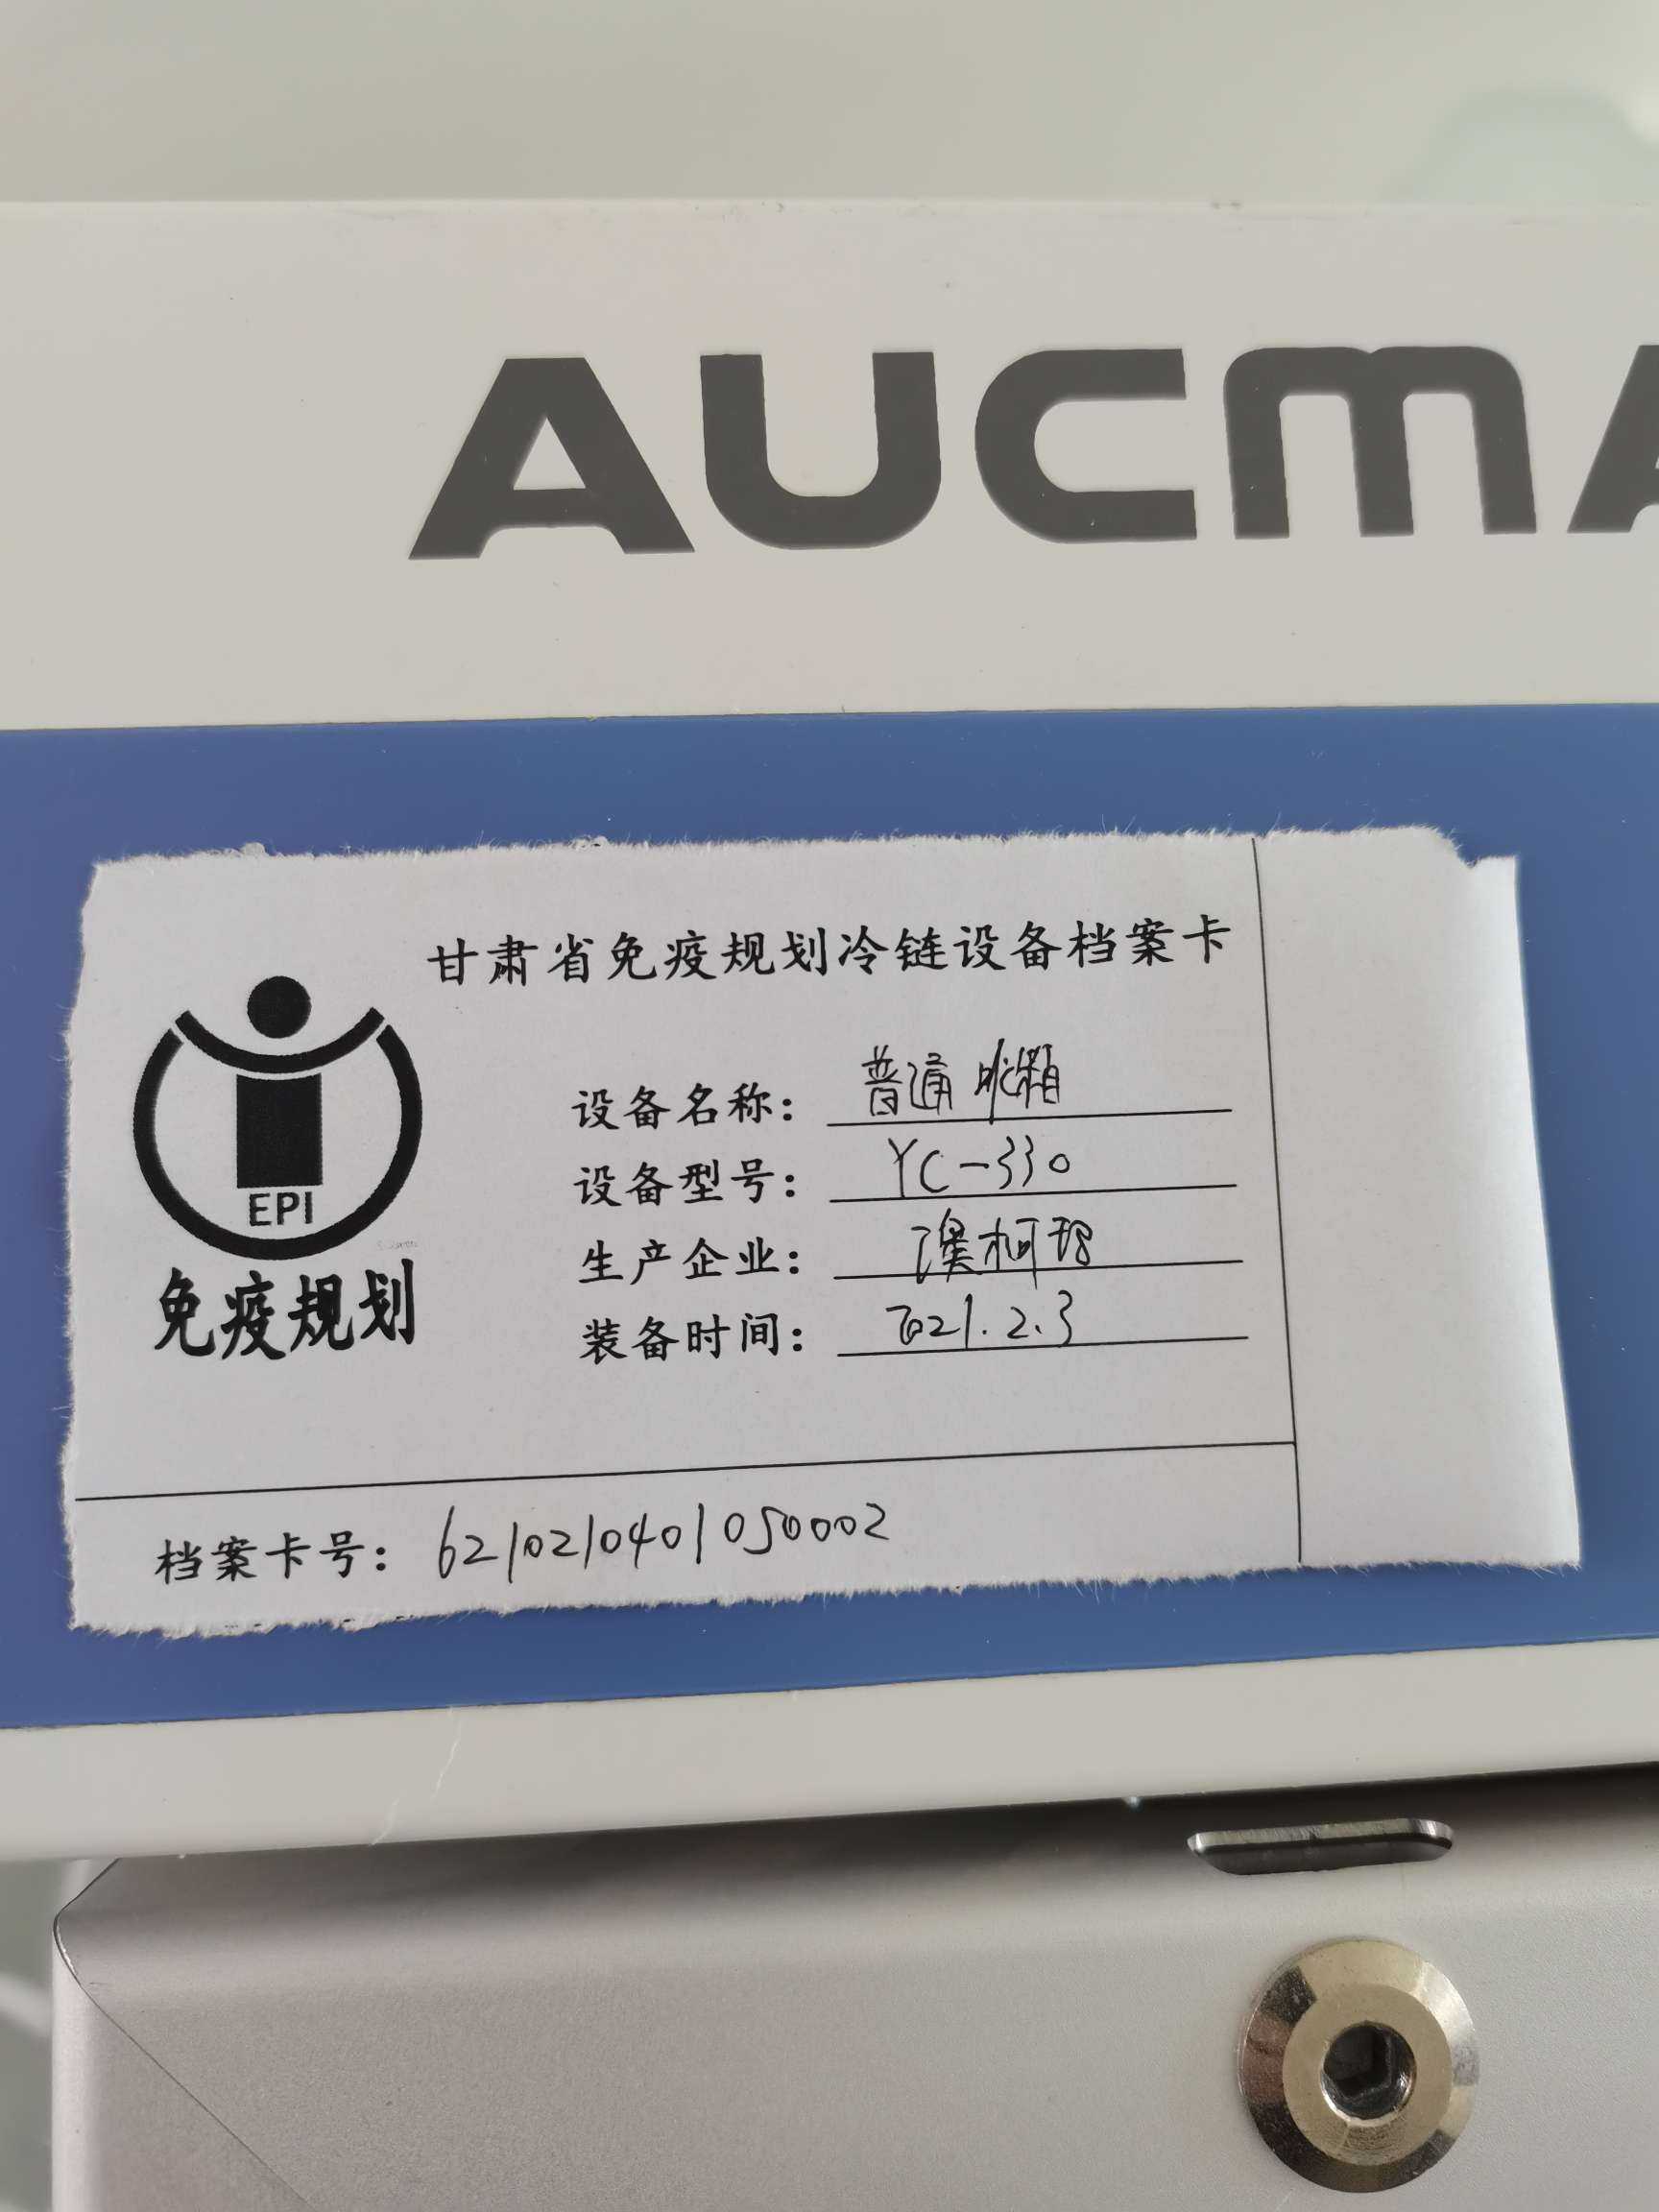 AUCMA
甘肃省免疫规划冷链设备档案卡
设备名称：普通冰箱
设备型号：YC-330
生产企业：澳柯玛
装备时间：2021.2.3
EPI
免疫规划
档案卡号：6210210401050002